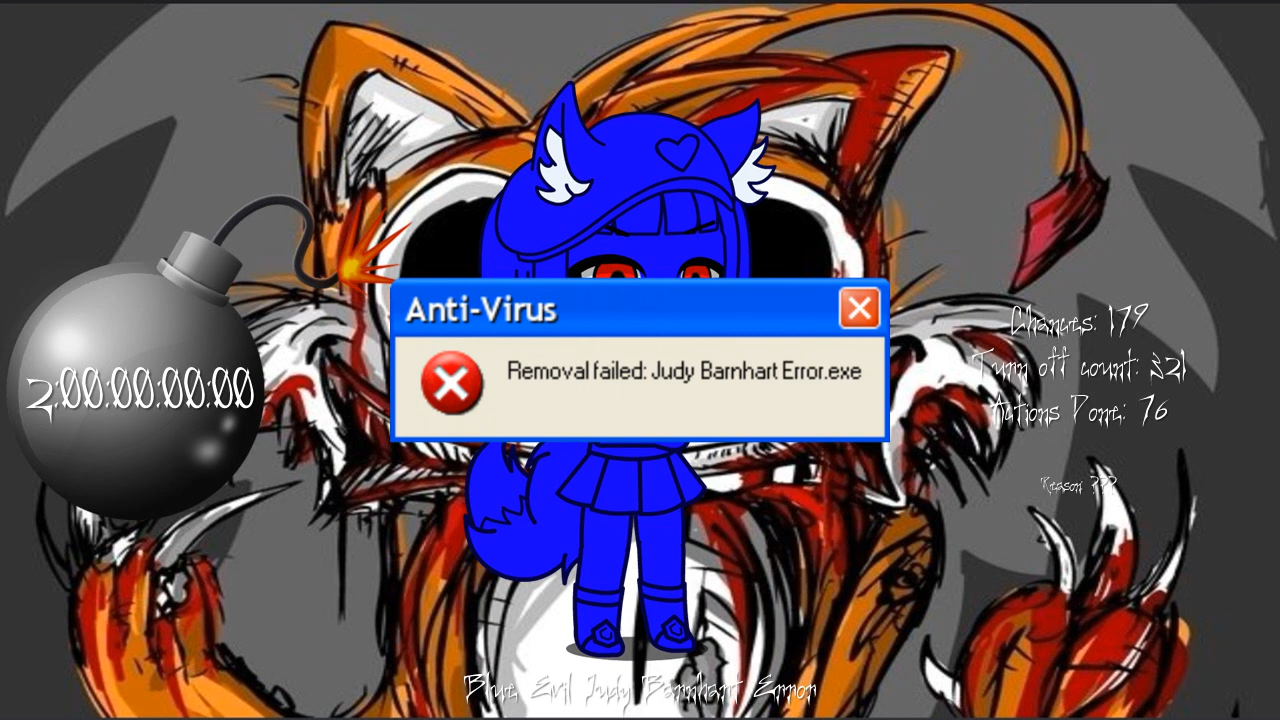 Anti-Virus
Removal failed: Judy Barnhart Error.exe
2:00:00:00:00
Chances: 179
Turn off count: 321
Actions Done: 76
Reason ???
Blue Evil Judy Barnhart Error